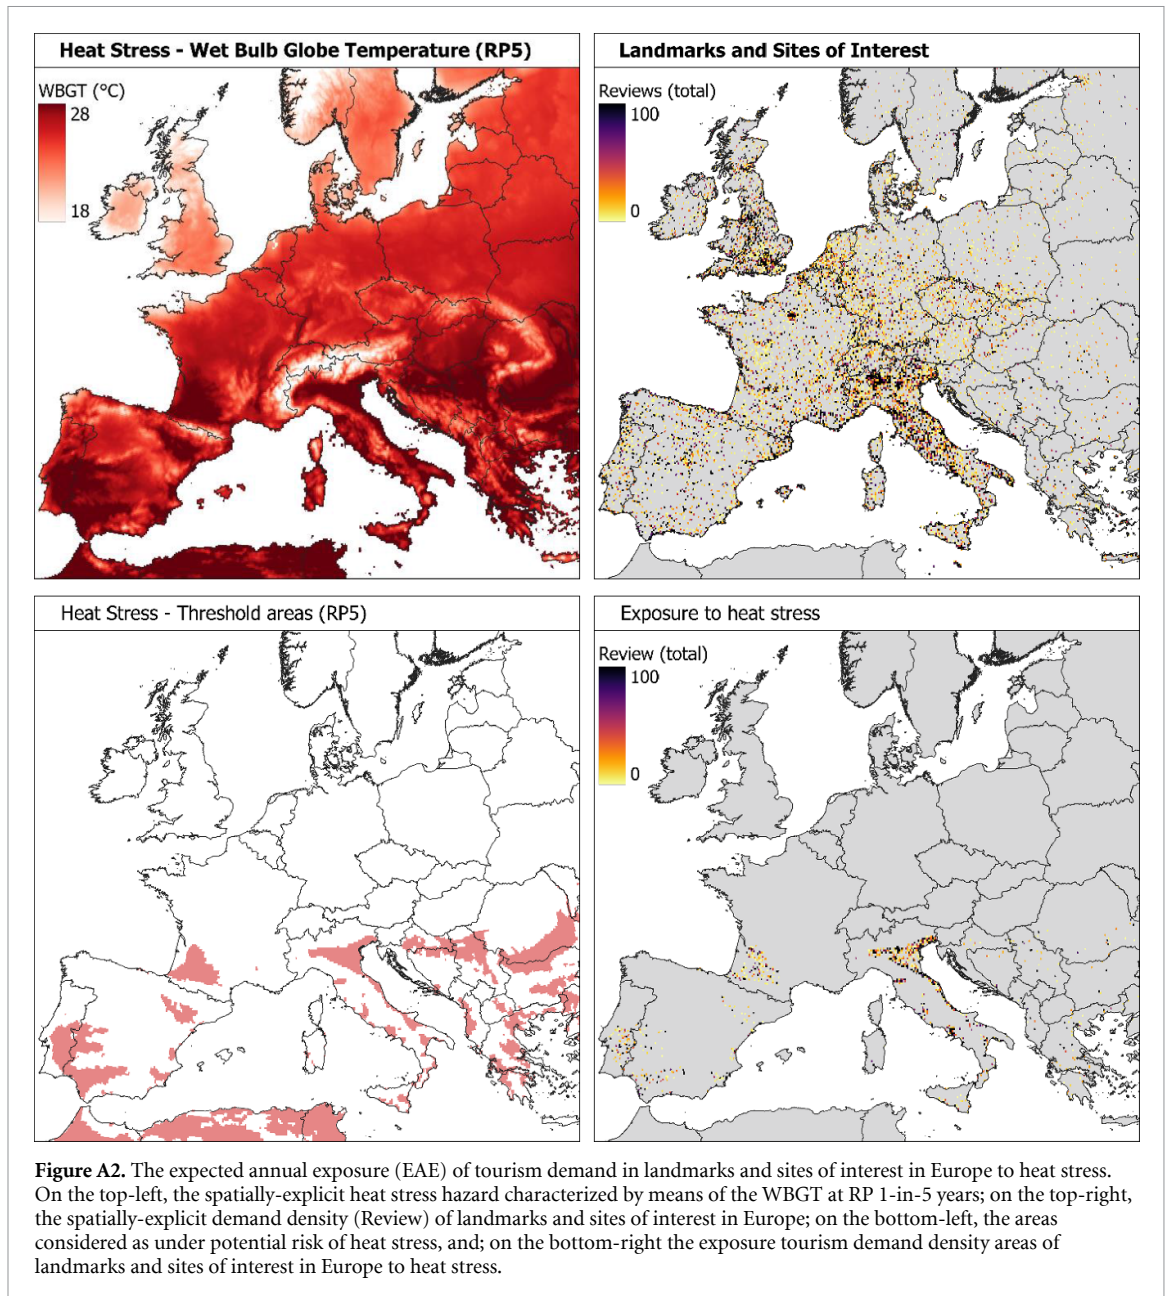 Heat Stress - Wet Bulb Globe Temperature (RP5)
WBGT (°C)
28
18
Landmarks and Sites of Interest
Reviews (total)
100
0
Heat Stress - Threshold areas (RP5)
Exposure to heat stress
Review (total)
100
0
Figure A2. The expected annual exposure (EAE) of tourism demand in landmarks and sites of interest in Europe to heat stress.
On the top-left, the spatially-explicit heat stress hazard characterized by means of the WBGT at RP 1-in-5 years; on the top-right,
the spatially-explicit demand density (Review) of landmarks and sites of interest in Europe; on the bottom-left, the areas
considered as under potential risk of heat stress, and; on the bottom-right the exposure tourism demand density areas of
landmarks and sites of interest in Europe to heat stress.